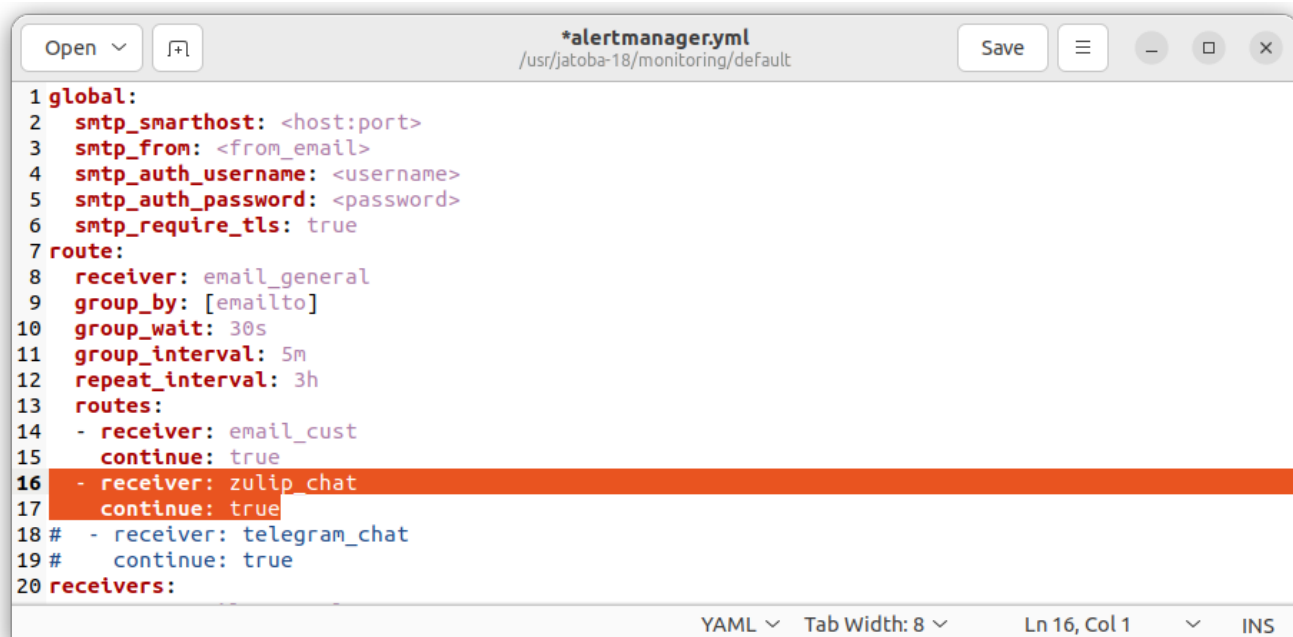 Open
*alertmanager.yml
/usr/jatoba-18/monitoring/default
Save
1 global:
2   smtp_smarthost: <host:port>
3   smtp_from: <from_email>
4   smtp_auth_username: <username>
5   smtp_auth_password: <password>
6   smtp_require_tls: true
7 route:
8   receiver: email_general
9   group_by: [emailto]
10   group_wait: 30s
11   group_interval: 5m
12   repeat_interval: 3h
13   routes:
14   - receiver: email_cust
15     continue: true
16   - receiver: zulip_chat
17     continue: true
18 #  - receiver: telegram_chat
19 #    continue: true
20 receivers:
YAML Tab Width: 8 Ln 16, Col 1 INS